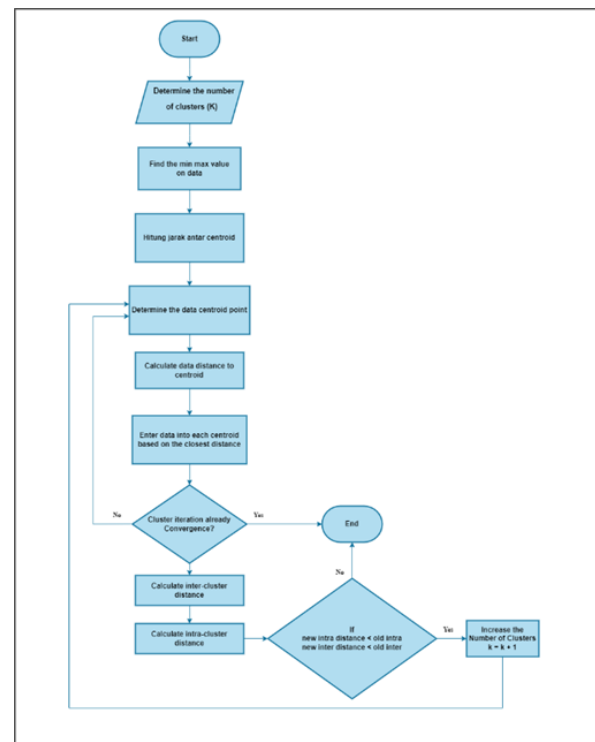 Start
Determine the number
of clusters (K)
Find the min max value
on data
Hitung jarak antar centroid
Determine the data centroid point
Calculate data distance to
centroid
Enter data into each centroid
based on the closest distance
No
Cluster iteration already
Convergence?
Yes
End
No
Calculate inter-cluster
distance
Calculate intra-cluster
distance
If
new intra distance < old intra
new inter distance < old inter
Yes
Increase the
Number of Clusters
k = k + 1